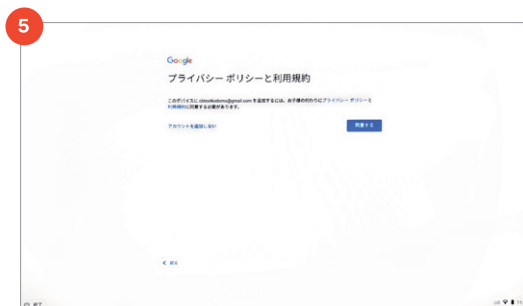 5
Google
プライバシー ポリシーと利用規約
このデバイスに を追加するには、お子様の代わりにプライバシー ポリシーと
利用規約に同意する必要があります。
アカウントを追加しない
同意する
戻る
終了
US